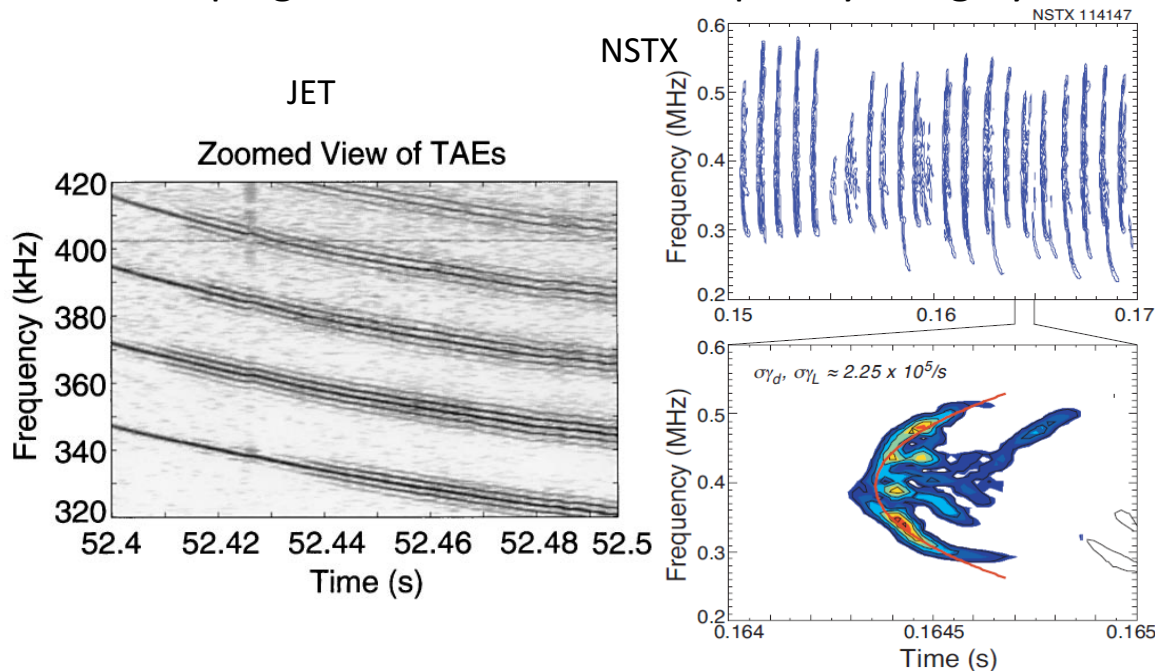 NSTX
JET
Zoomed View of TAEs
Frequency (kHz)
420
400
380
360
340
320
52.4 52.42 52.44 52.46 52.48 52.5
Time (s)
NSTX 114147
Frequency (MHz)
0.6
0.5
0.4
0.3
0.2
0.15 0.16 0.17
σγd, σγL ≈ 2.25 x 10⁵/s
Frequency (MHz)
0.6
0.5
0.4
0.3
0.2
0.164 0.1645 0.165
Time (s)